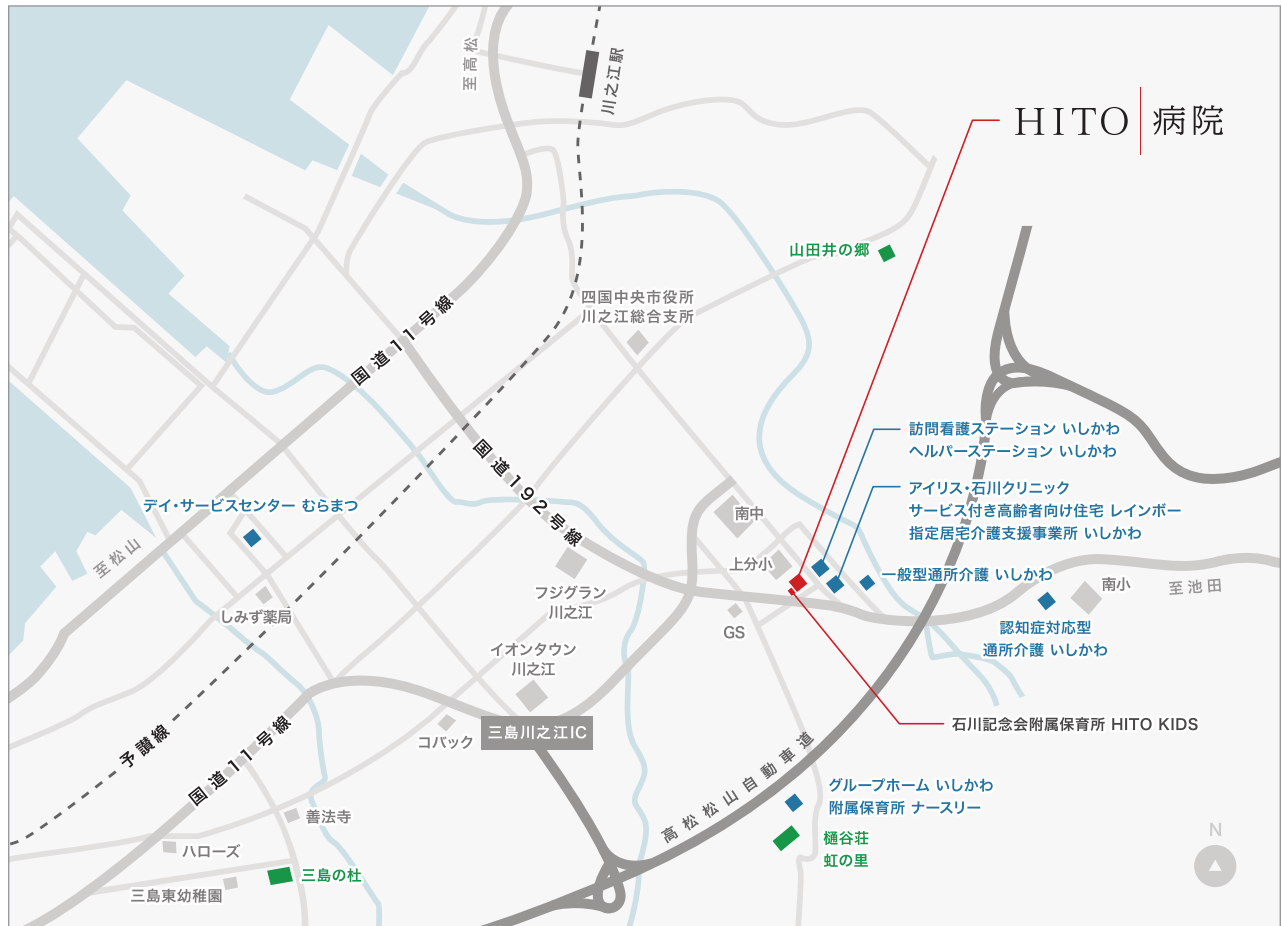 至高松
川之江駅
HITO 病院
山田井の郷
四国中央市役所
川之江総合支所
国道11号線
国道192号線
訪問看護ステーション いしかわ
ヘルパーステーション いしかわ
アイリス・石川クリニック
サービス付き高齢者向け住宅 レインボー
指定居宅介護支援事業所 いしかわ
デイ・サービスセンター むらまつ
至松山
南中
上分小
一般型通所介護 いしかわ
南小
至池田
しみず薬局
フジグラン
川之江
GS
認知症対応型
通所介護 いしかわ
イオンタウン
川之江
三島川之江IC
コパック
石川記念会附属保育所 HITO KIDS
予讃線
国道11号線
高松松山自動車道
グループホーム いしかわ
附属保育所 ナースリー
善法寺
樋谷荘
虹の里
ハローズ
三島の杜
三島東幼稚園
N